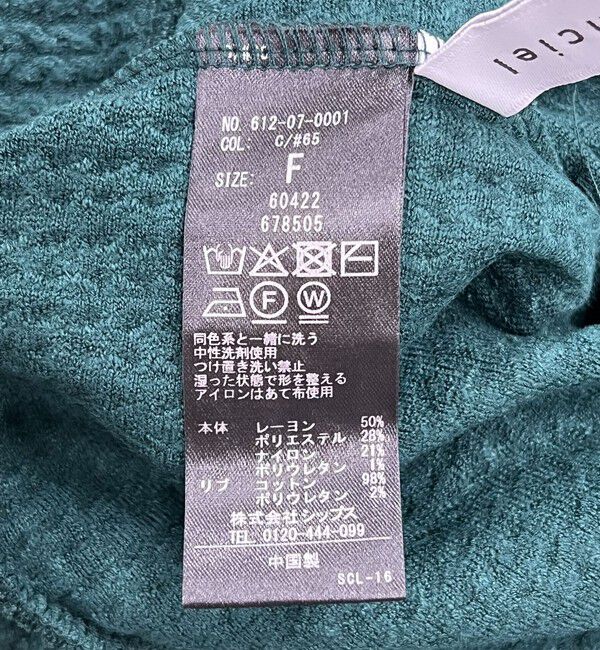 nciel
NO. 612-07-0001
COL: C/#65
SIZE: F
60422
678505
F W
同色系と一緒に洗う
中性洗剤使用
つけ置き洗い禁止
湿った状態で形を整える
アイロンはあて布使用
本体 レーヨン 50%
ポリエステル 28%
ナイロン 21%
ポリウレタン 1%
リブ コットン 98%
ポリウレタン 2%
株式会社シップス
TEL 0120-444-099
中国製
SCL-16